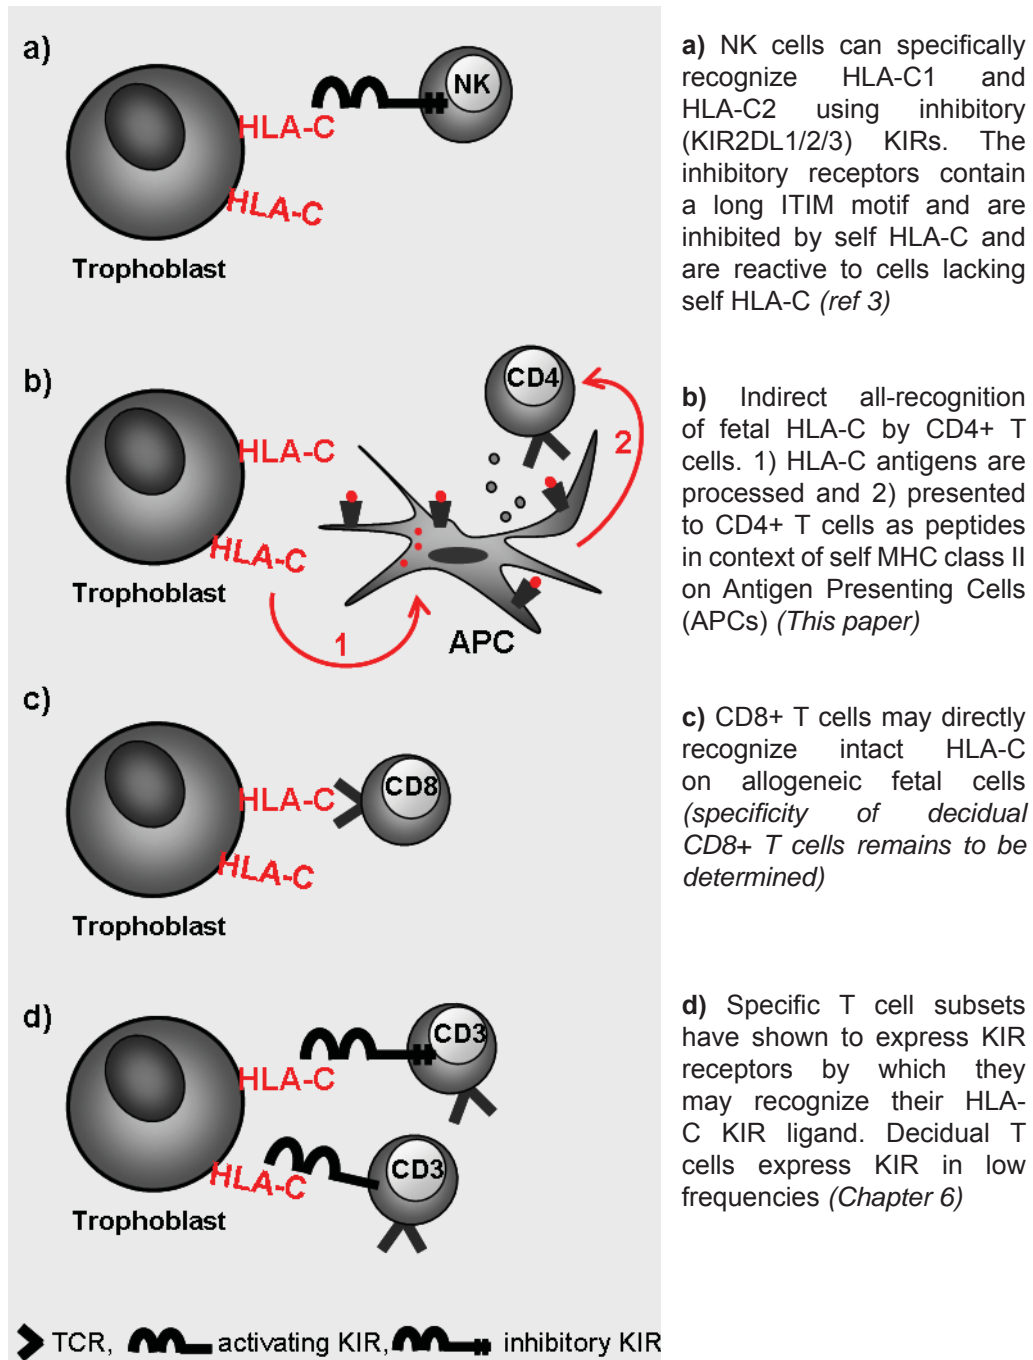 a)
NK
HLA-C
HLA-C
Trophoblast
a) NK cells can specifically
recognize HLA-C1 and
HLA-C2 using inhibitory
(KIR2DL1/2/3) KIRs. The
inhibitory receptors contain
a long ITIM motif and are
inhibited by self HLA-C and
are reactive to cells lacking
self HLA-C (ref 3)
b)
CD4
HLA-C
2
HLA-C
Trophoblast
1
APC
b) Indirect all-recognition
of fetal HLA-C by CD4+ T
cells. 1) HLA-C antigens are
processed and 2) presented
to CD4+ T cells as peptides
in context of self MHC class II
on Antigen Presenting Cells
(APCs) (This paper)
c)
CD8
HLA-C
HLA-C
Trophoblast
c) CD8+ T cells may directly
recognize intact HLA-C
on allogeneic fetal cells
(specificity of decidual
CD8+ T cells remains to be
determined)
d)
CD3
HLA-C
CD3
HLA-C
Trophoblast
d) Specific T cell subsets
have shown to express KIR
receptors by which they
may recognize their HLA-
C KIR ligand. Decidual T
cells express KIR in low
frequencies (Chapter 6)
TCR, activating KIR, inhibitory KIR